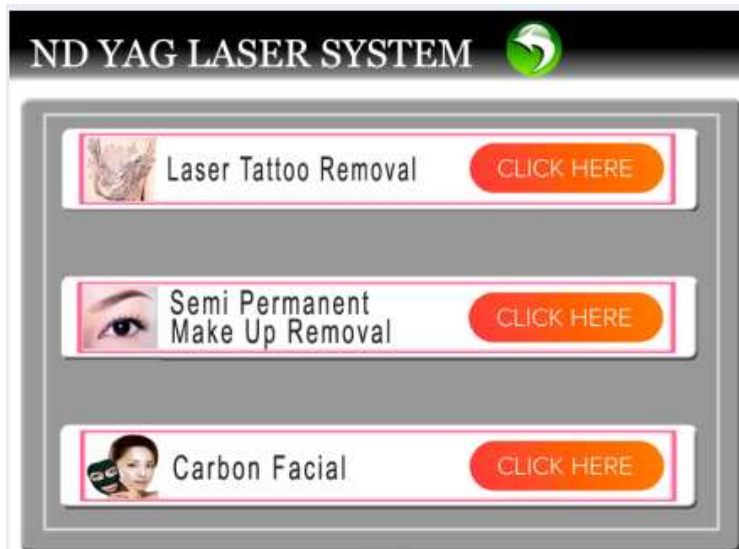 ND YAG LASER SYSTEM
Laser Tattoo Removal
CLICK HERE
Semi Permanent
Make Up Removal
CLICK HERE
Carbon Facial
CLICK HERE